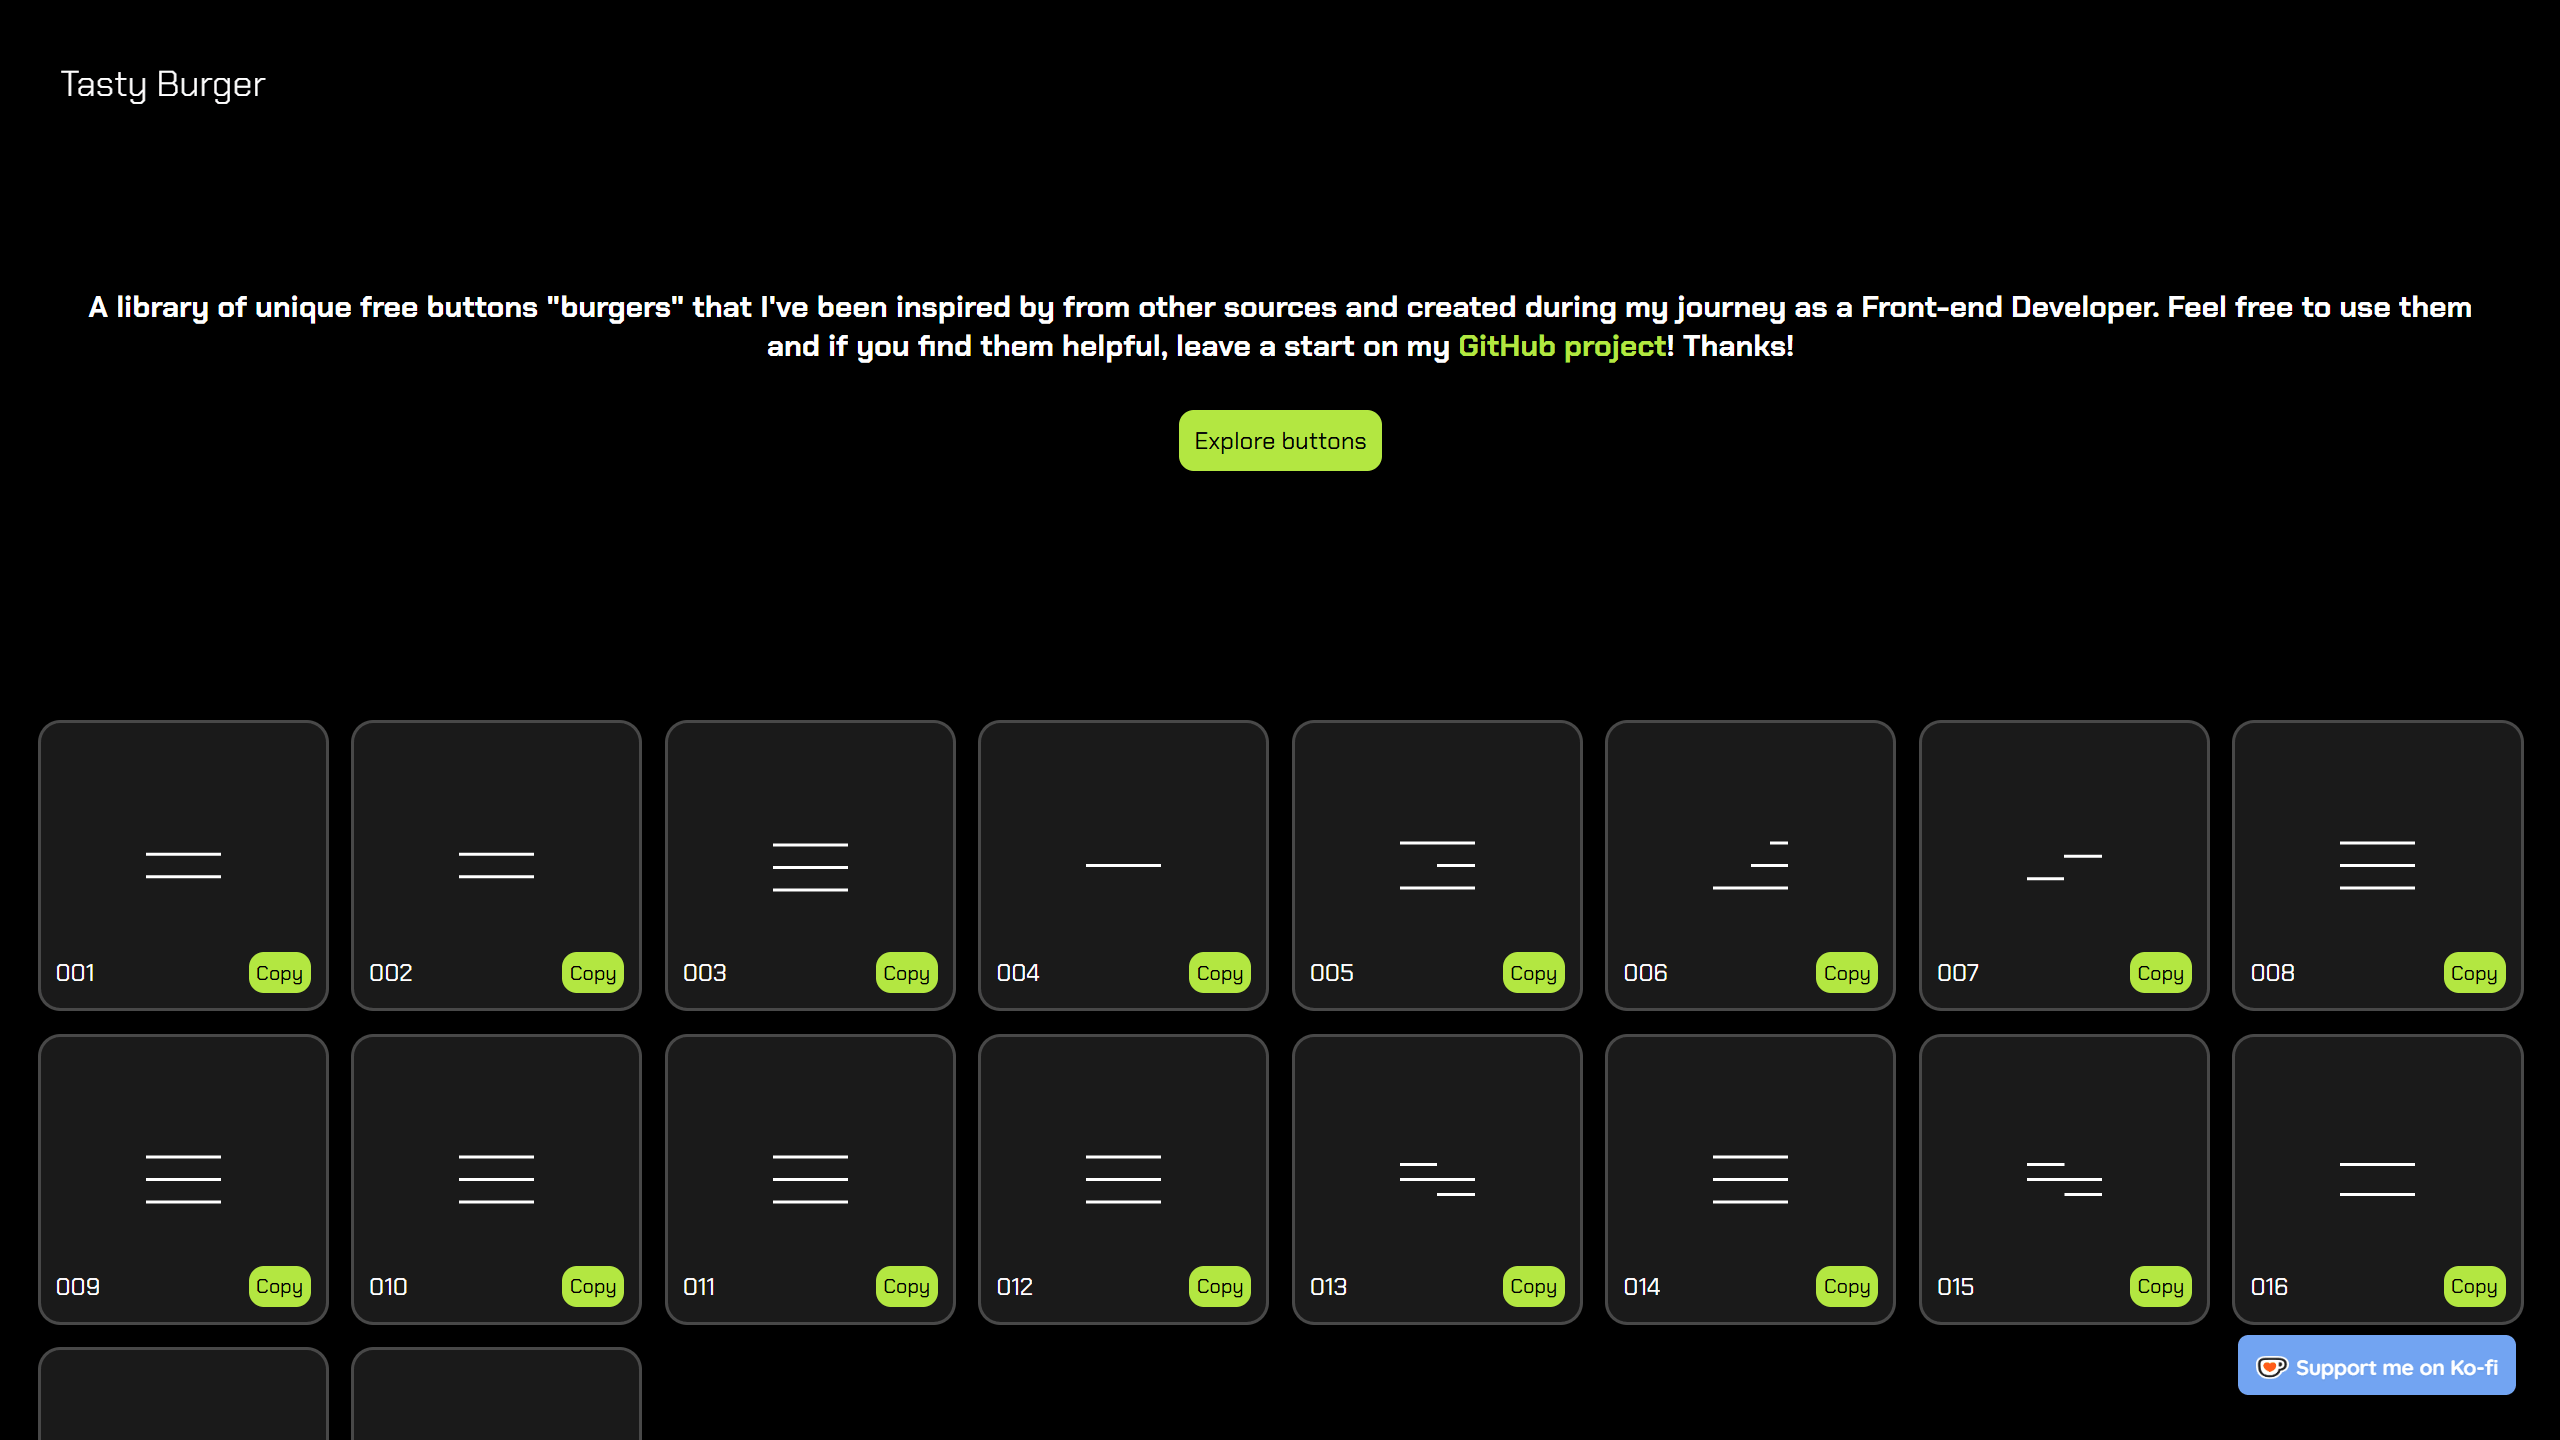 Tasty Burger
A library of unique free buttons "burgers" that I've been inspired by from other sources and created during my journey as a Front-end Developer. Feel free to use them
and if you find them helpful, leave a start on my GitHub project! Thanks!
Explore buttons
001 Copy
002 Copy
003 Copy
004 Copy
005 Copy
006 Copy
007 Copy
008 Copy
009 Copy
010 Copy
011 Copy
012 Copy
013 Copy
014 Copy
015 Copy
016 Copy
Support me on Ko-fi